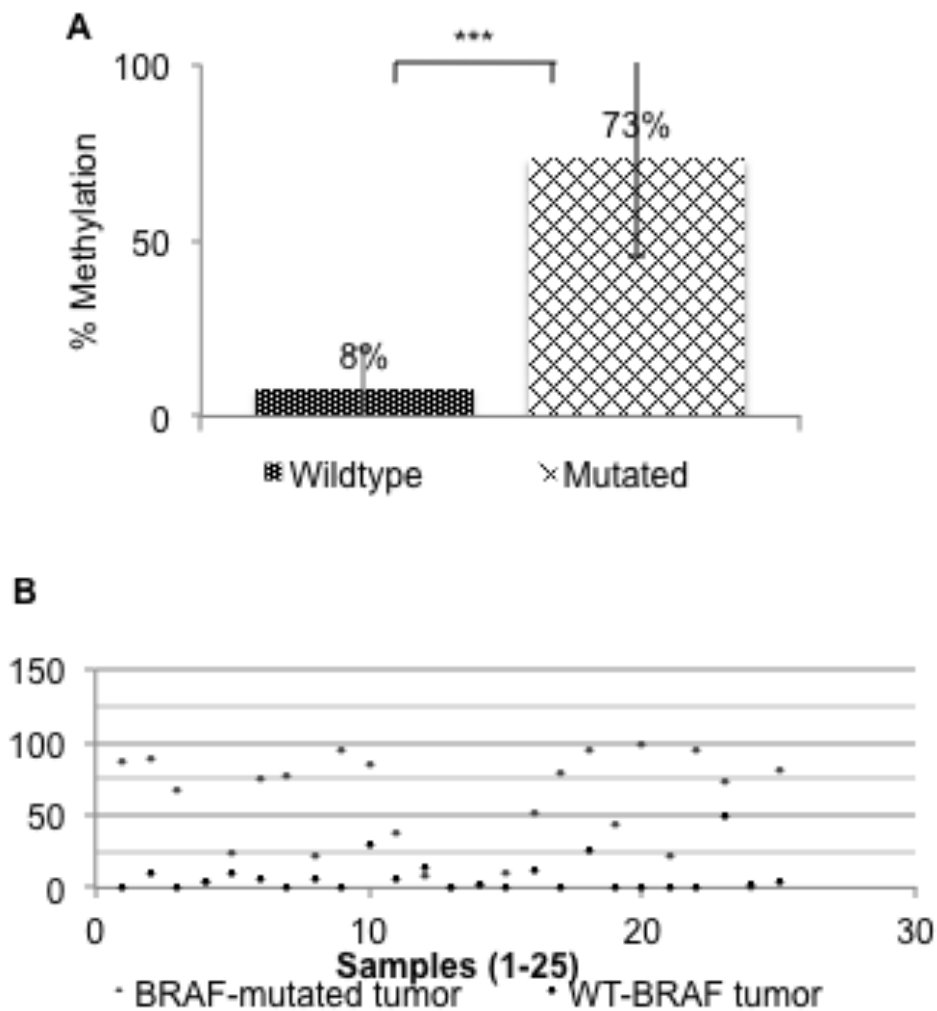 A
***
100
73%
% Methylation
50
8%
0
Wildtype Mutated
B
150
100
50
0
0 10 20 30
Samples (1-25)
BRAF-mutated tumor WT-BRAF tumor